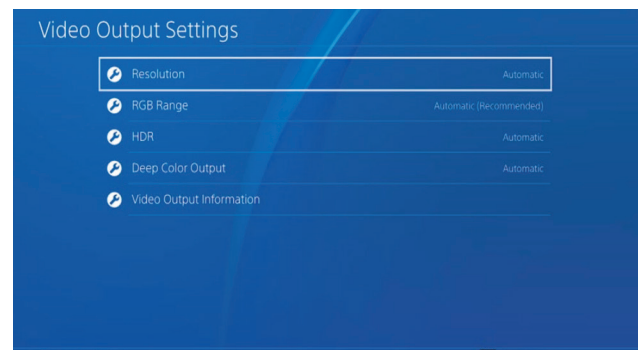 Video Output Settings
Resolution Automatic
RGB Range Automatic (Recommended)
HDR Automatic
Deep Color Output Automatic
Video Output Information